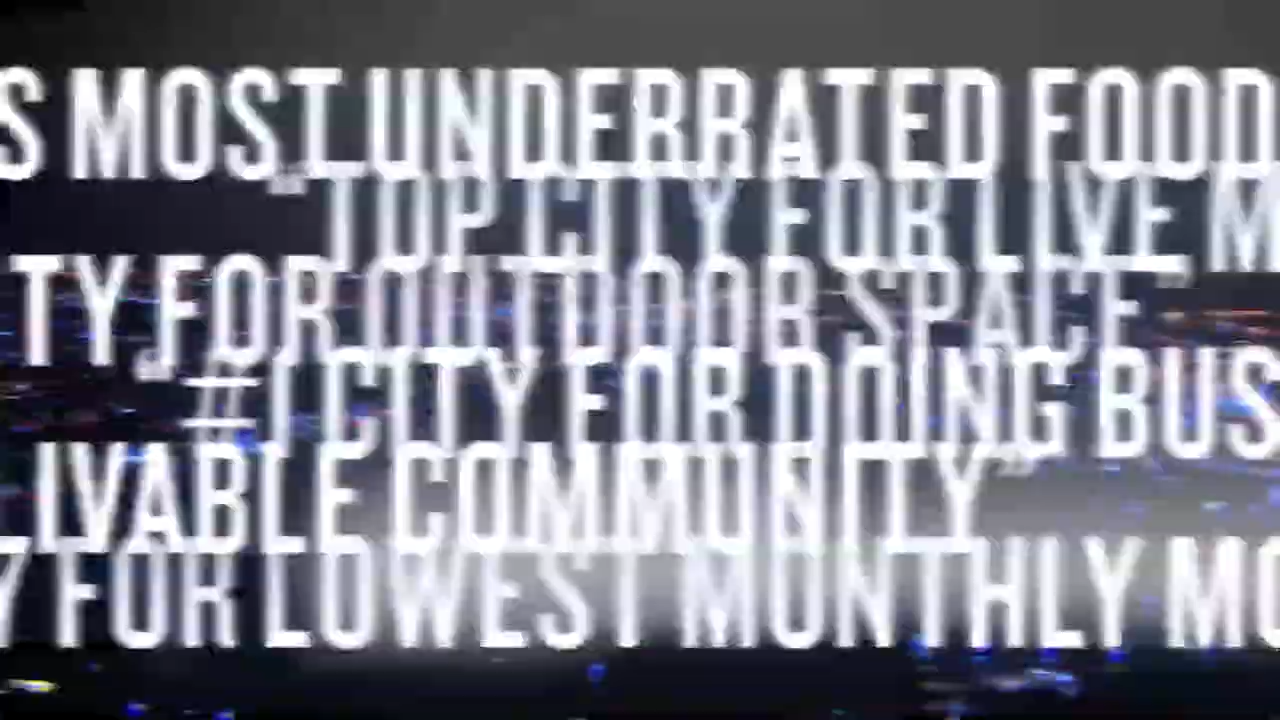 S MOST UNDERRATED FOOD
"TOP CITY FOR LIVE M
TY FOR OUTDOOR SPACE"
"#1 CITY FOR DOING BUS
IVABLE COMMUNITY"
Y FOR LOWEST MONTHLY MO